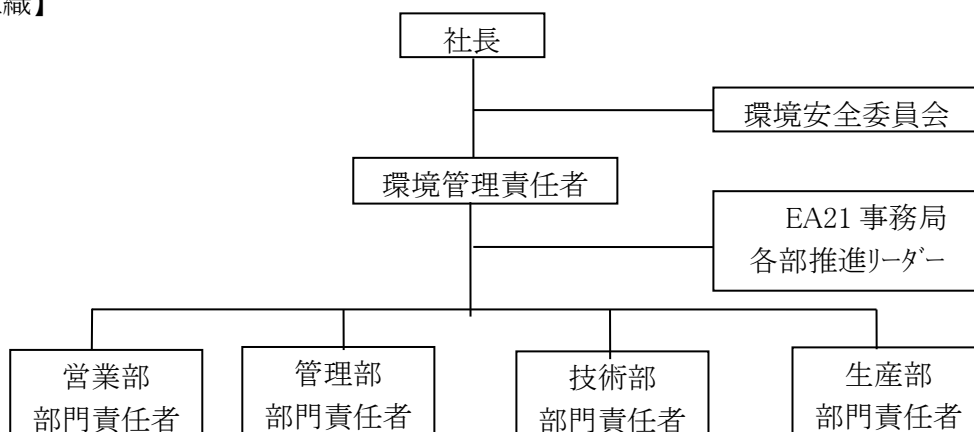 織】
社長
環境安全委員会
環境管理責任者
EA21 事務局
各部推進ﾘｰﾀﾞｰ
営業部
部門責任者
管理部
部門責任者
技術部
部門責任者
生産部
部門責任者